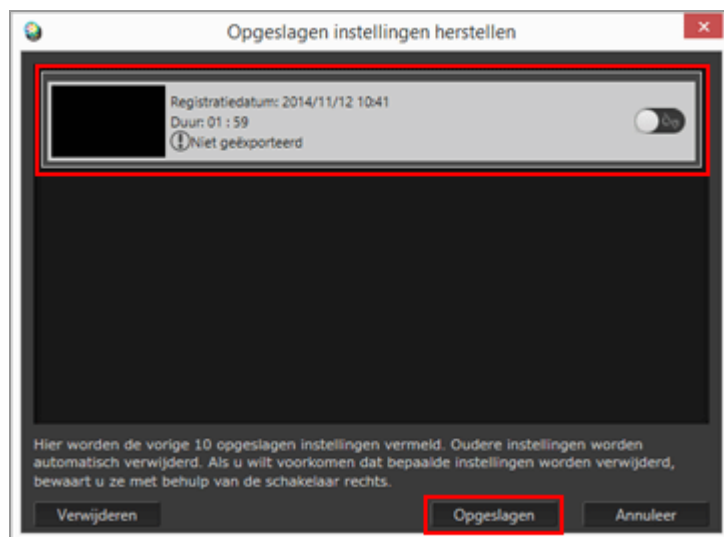 Opgeslagen instellingen herstellen
Registratiedatum: 2014/11/12 10:41
Duur: 01 : 59
Niet geëxporteerd
Hier worden de vorige 10 opgeslagen instellingen vermeld. Oudere instellingen worden
automatisch verwijderd. Als u wilt voorkomen dat bepaalde instellingen worden verwijderd,
bewaart u ze met behulp van de schakelaar rechts.
Verwijderen
Opgeslagen
Annuleer